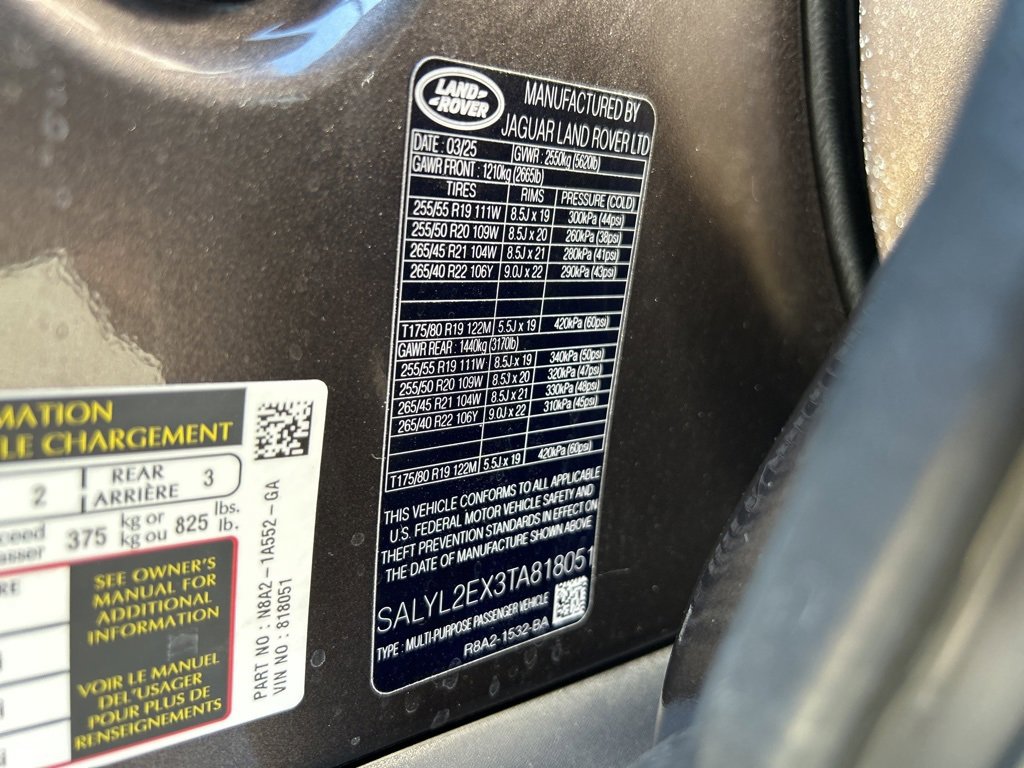 LAND ROVER
MANUFACTURED BY
JAGUAR LAND ROVER LTD
DATE : 03/25 GVWR : 2550kg (5620lb)
GAWR FRONT : 1210kg (2665lb)
TIRES RIMS PRESSURE (COLD)
255/55 R19 111W 8.5J x 19 300kPa (44psi)
255/50 R20 109W 8.5J x 20 260kPa (38psi)
265/45 R21 104W 8.5J x 21 280kPa (41psi)
265/40 R22 106Y 9.0J x 22 290kPa (43psi)
T175/80 R19 122M 5.5J x 19 420kPa (60psi)
GAWR REAR : 1440kg (3170lb)
255/55 R19 111W 8.5J x 19 340kPa (50psi)
255/50 R20 109W 8.5J x 20 320kPa (47psi)
265/45 R21 104W 8.5J x 21 330kPa (48psi)
265/40 R22 106Y 9.0J x 22 310kPa (45psi)
T175/80 R19 122M 5.5J x 19 420kPa (60psi)
THIS VEHICLE CONFORMS TO ALL APPLICABLE
U.S. FEDERAL MOTOR VEHICLE SAFETY AND
THEFT PREVENTION STANDARDS IN EFFECT ON
THE DATE OF MANUFACTURE SHOWN ABOVE
SALYL2EX3TA818051
TYPE : MULTI-PURPOSE PASSENGER VEHICLE
R8A2-1532-BA
MATION
LE CHARGEMENT
2 REAR ARRIÈRE 3
375 kg or kg ou 825 lbs. lb.
SEE OWNER'S
MANUAL FOR
ADDITIONAL
INFORMATION
VOIR LE MANUEL
DEL'USAGER
POUR PLUS DE
RENSEIGNEMENTS
PART NO : N8A2-1A552-GA
VIN NO : 818051